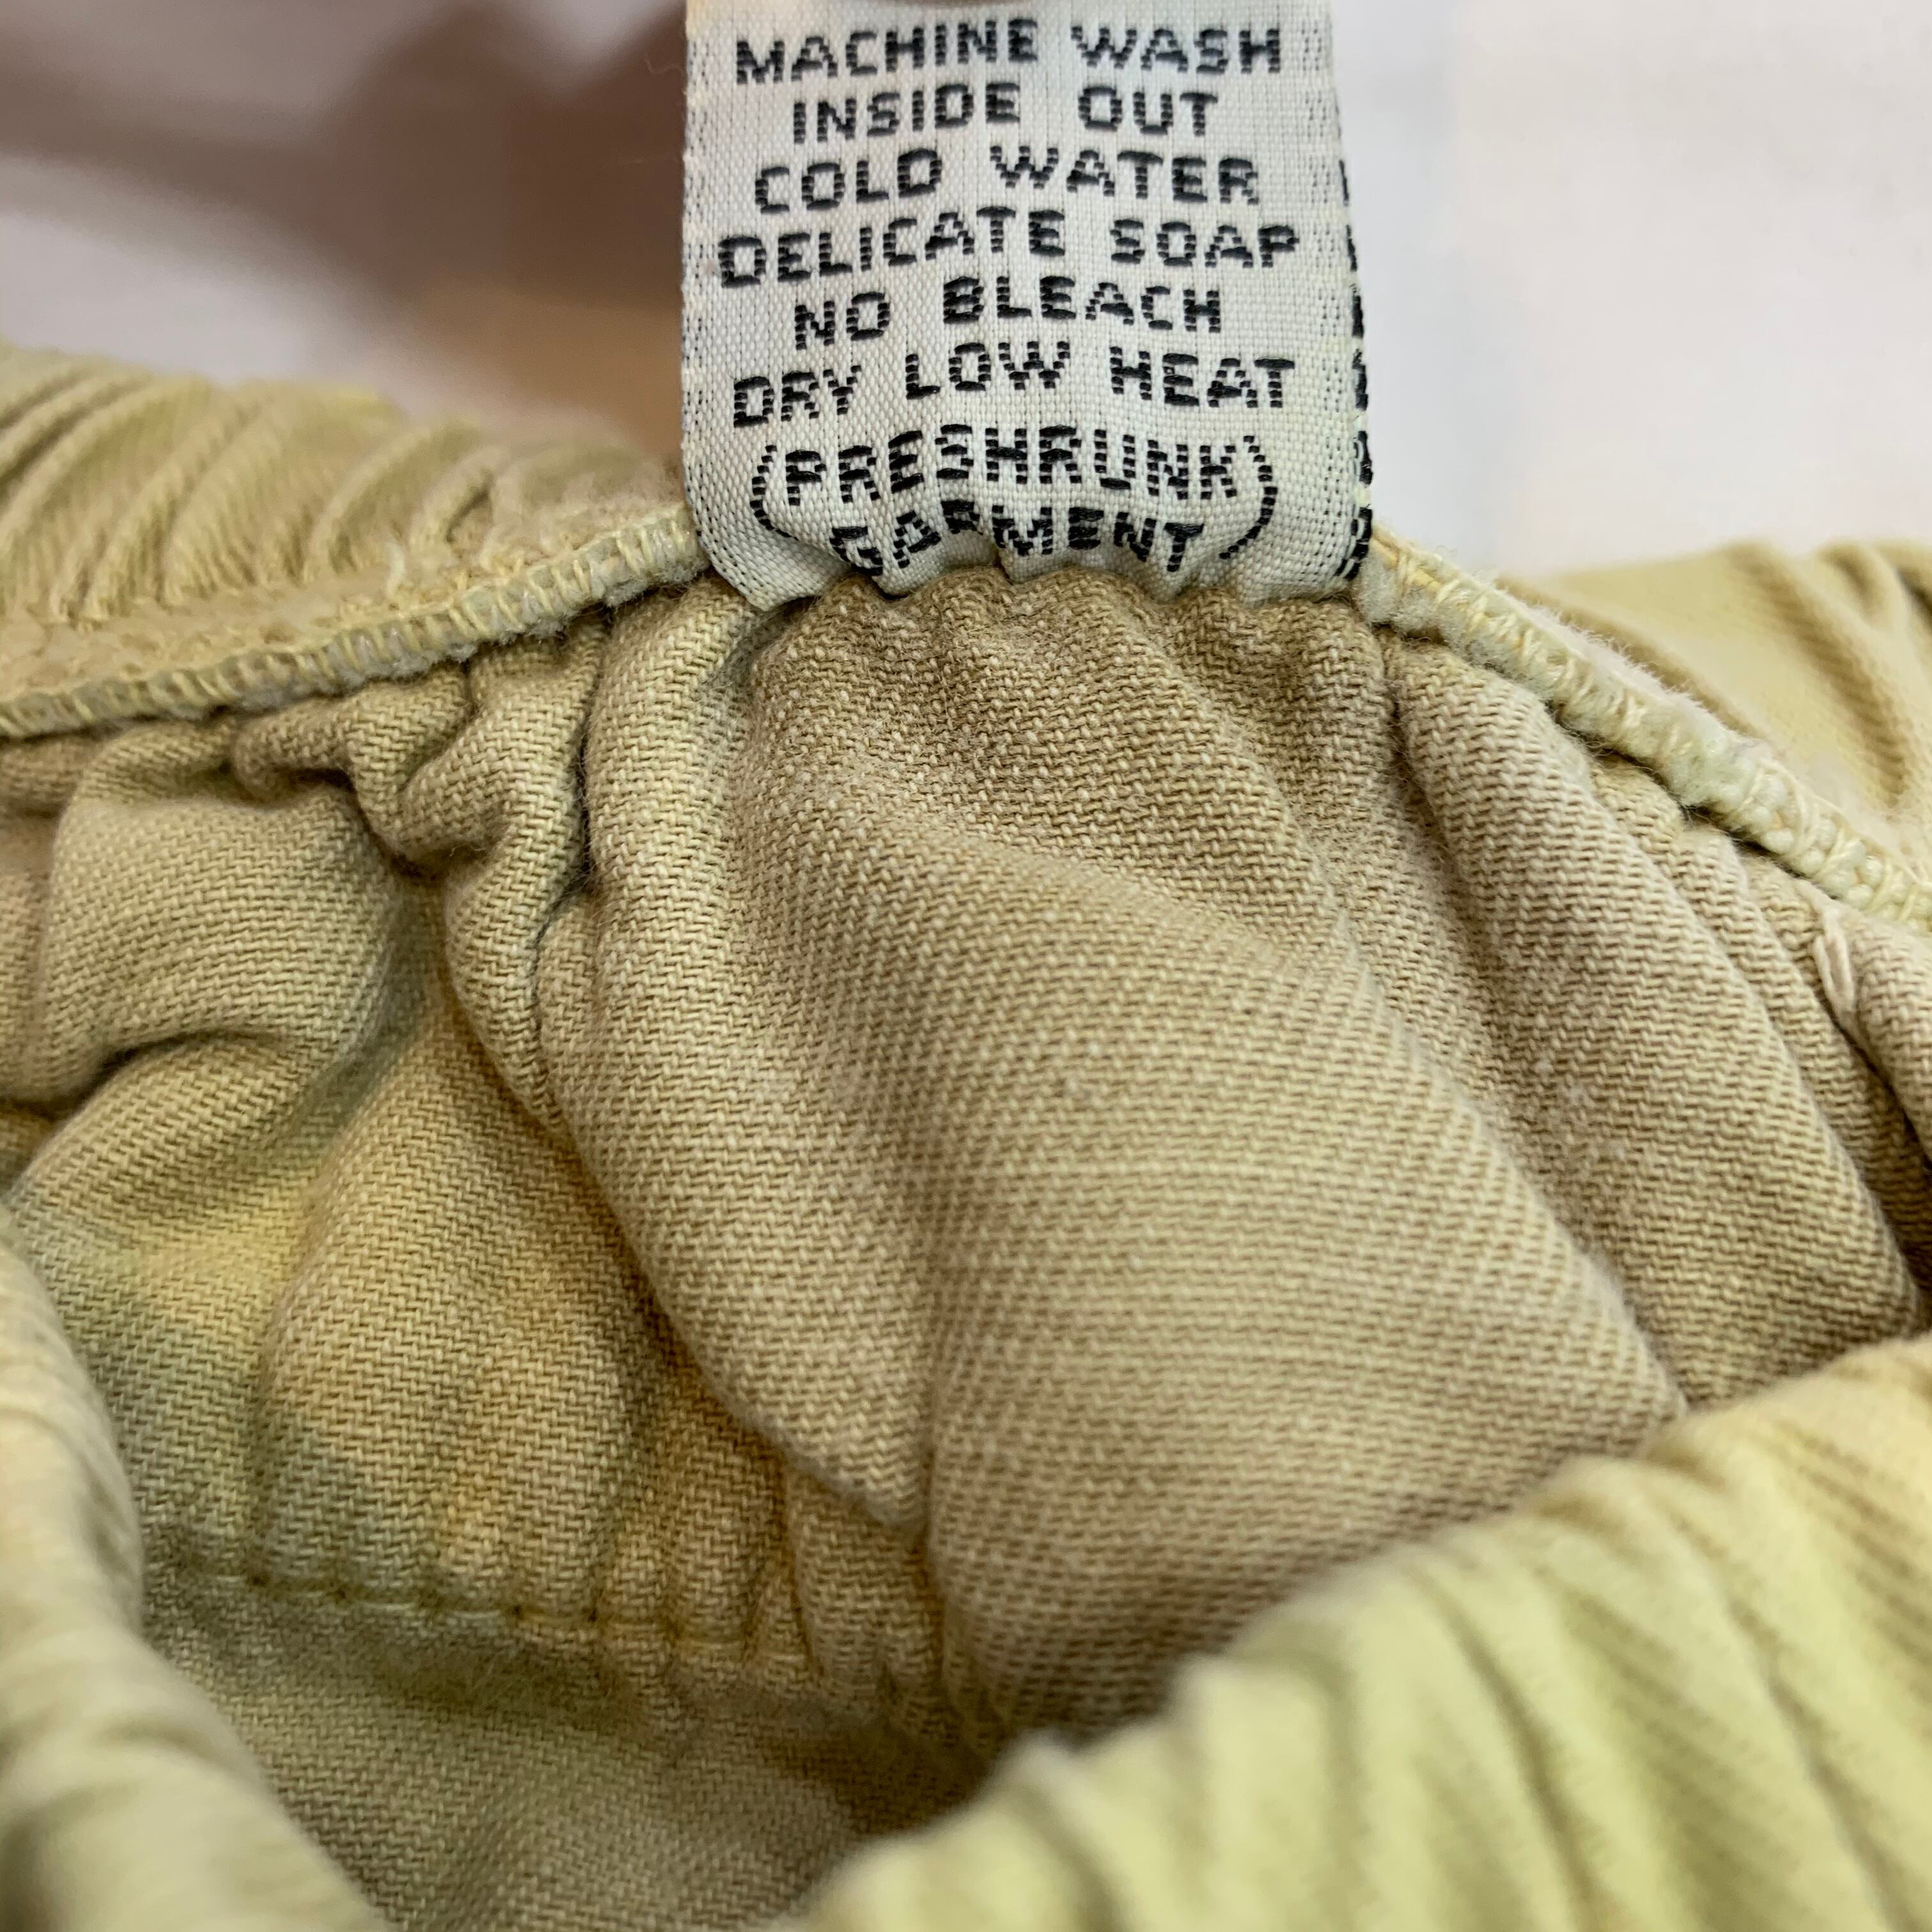 MACHINE WASH
INSIDE OUT
COLD WATER
DELICATE SOAP
NO BLEACH
DRY LOW HEAT
(PRESHRUNK
GARMENT)